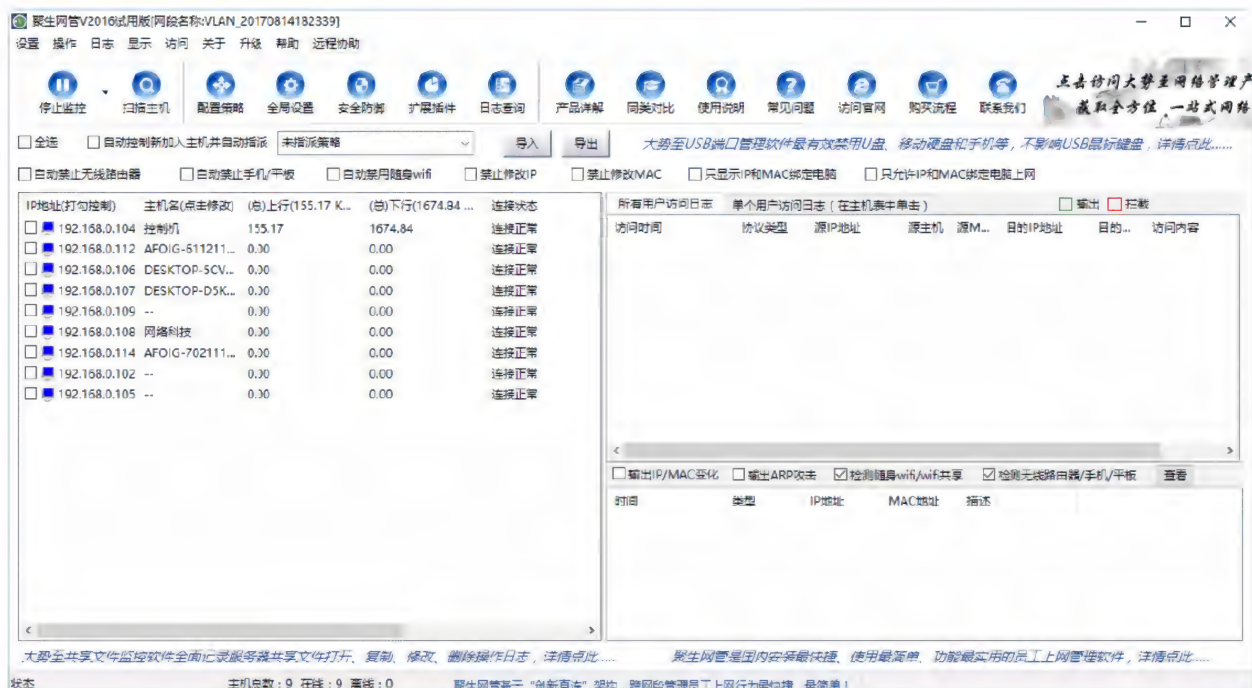 聚生网管V2016试用版[网段名称:VLAN_20170814182339]
设置 操作 日志 显示 访问 关于 升级 帮助 远程协助
停止监控 扫描主机 配置策略 全局设置 安全防御 扩展插件 日志查询 产品详解 同类对比 使用说明 常见问题 访问官网 购买流程 联系我们
点击访问大势至网络管理产
获取全方位 一站式网络
全选 自动控制新加入主机并自动指派 未指派策略 导入 导出 大势至USB端口管理软件最有效禁用U盘、移动硬盘和手机等，不影响USB鼠标键盘，详情点此......
自动禁止无线路由器 自动禁止手机/平板 自动禁用随身wifi 禁止修改IP 禁止修改MAC 只显示IP和MAC绑定电脑 只允许IP和MAC绑定电脑上网
IP地址(打勾控制) 主机名(点击修改) (总)上行(155.17 K... (总)下行(1674.84 ... 连接状态
192.168.0.104 控制机 155.17 1674.84 连接正常
192.168.0.112 AFOIG-611211... 0.00 0.00 连接正常
192.168.0.106 DESKTOP-5CV... 0.00 0.00 连接正常
192.168.0.107 DESKTOP-D5K... 0.00 0.00 连接正常
192.168.0.109 -- 0.00 0.00 连接正常
192.168.0.108 网络科技 0.00 0.00 连接正常
192.168.0.114 AFOIG-702111... 0.00 0.00 连接正常
192.168.0.102 -- 0.00 0.00 连接正常
192.168.0.105 -- 0.00 0.00 连接正常
所有用户访问日志 单个用户访问日志(在主机表中单击) 输出 拦截
访问时间 协议类型 源IP地址 源主机 源M... 目的IP地址 目的... 访问内容
输出IP/MAC变化 输出ARP攻击 检测随身wifi/wifi共享 检测无线路由器/手机/平板 查看
时间 类型 IP地址 MAC地址 描述
大势至共享文件监控软件全面记录服务器共享文件打开、复制、修改、删除操作日志，详情点此...... 聚生网管是国内安装最快捷、使用最简单、功能最实用的员工上网管理软件，详情点此......
状态 主机总数：9 在线：9 离线：0 聚生网管基于“创新直连”架构，跨网段管理员工上网行为最快捷、最简单！